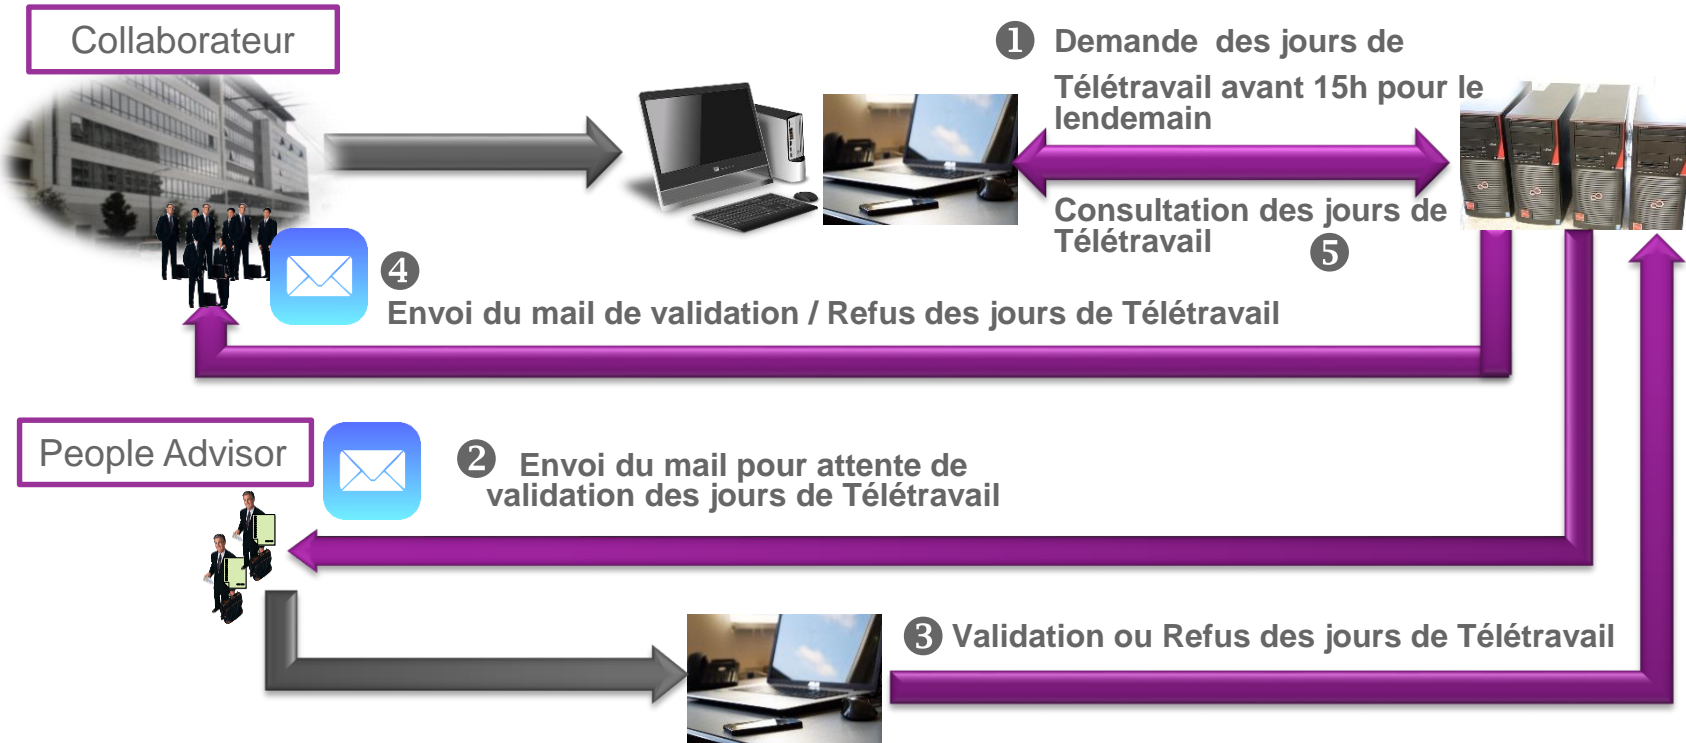 Collaborateur
❶ Demande des jours de
Télétravail avant 15h pour le
lendemain
Consultation des jours de
Télétravail ❺
❹
Envoi du mail de validation / Refus des jours de Télétravail
People Advisor
❷ Envoi du mail pour attente de
validation des jours de Télétravail
❸ Validation ou Refus des jours de Télétravail